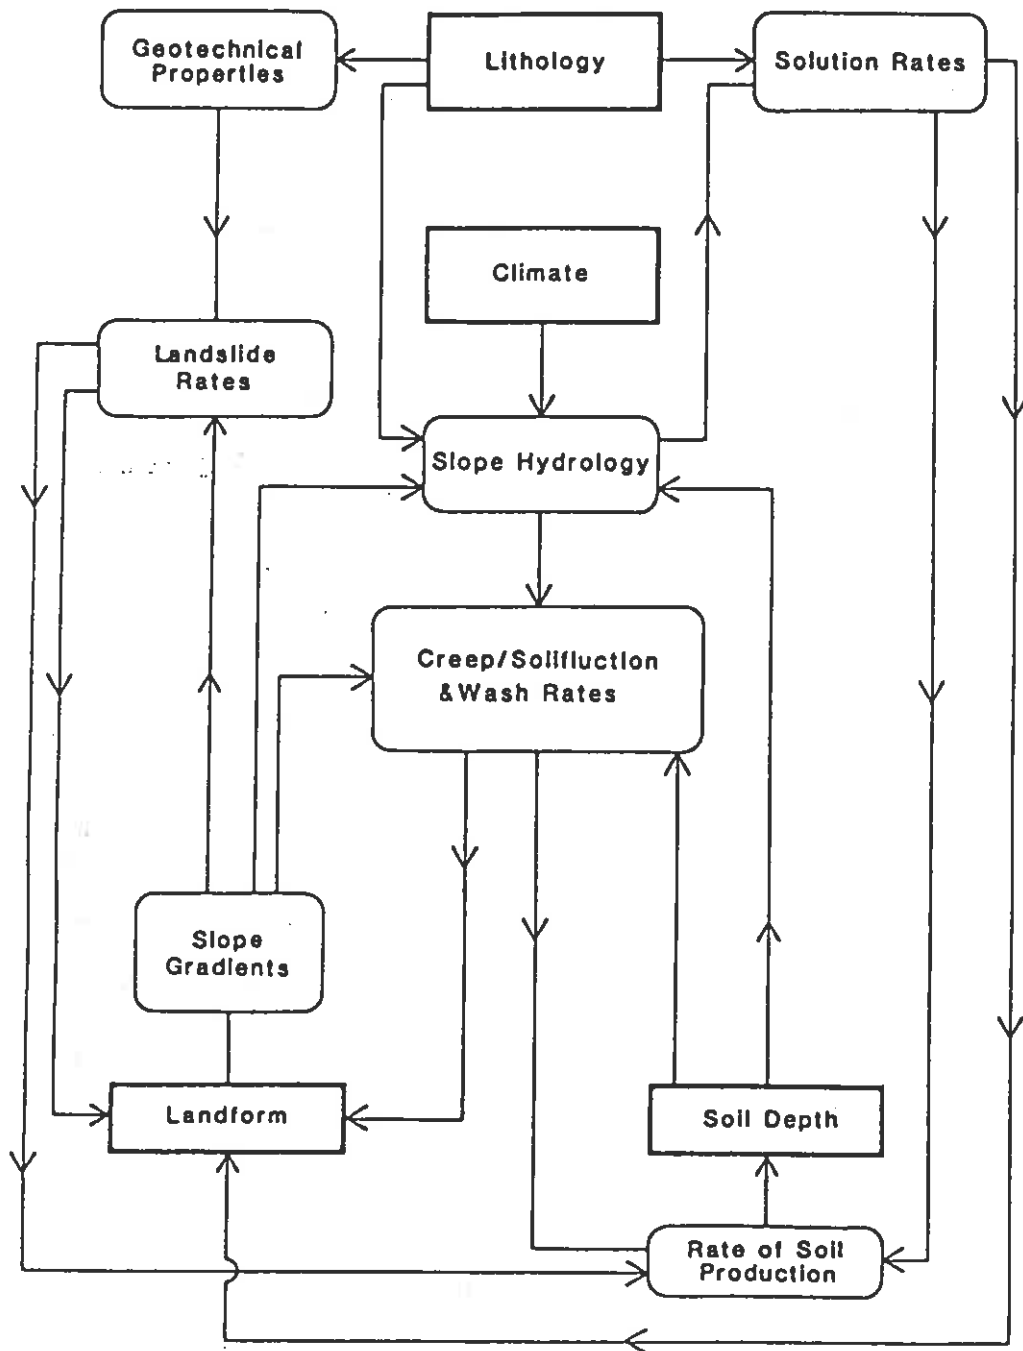 Geotechnical
Properties
Lithology
Solution Rates
Climate
Landslide
Rates
Slope Hydrology
Creep/Solifluction
&Wash Rates
Slope
Gradients
Landform
Soil Depth
Rate of Soil
Production